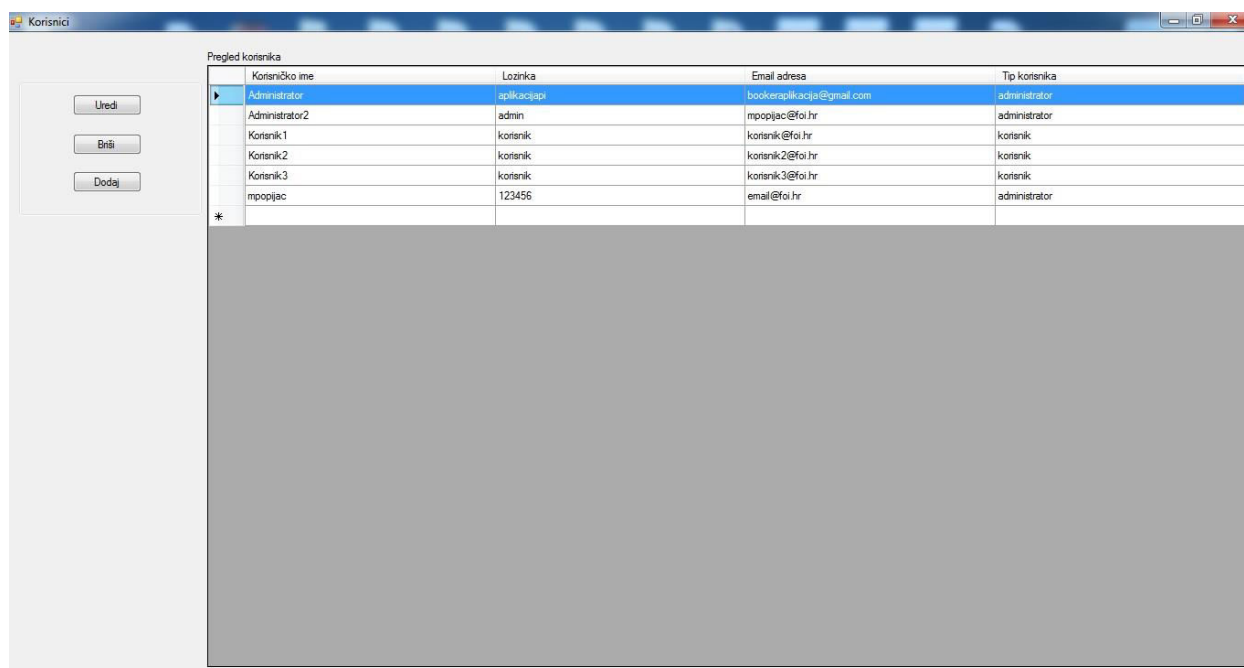 Korisnici
Pregled korisnika
Uredi
Briši
Dodaj
Korisničko ime Lozinka Email adresa Tip korisnika
Administrator aplikacijapi bookeraplikacija@gmail.com administrator
Administrator2 admin mpopijac@foi.hr administrator
Korisnik1 korisnik korisnik@foi.hr korisnik
Korisnik2 korisnik korisnik2@foi.hr korisnik
Korisnik3 korisnik korisnik3@foi.hr korisnik
mpopijac 123456 email@foi.hr administrator